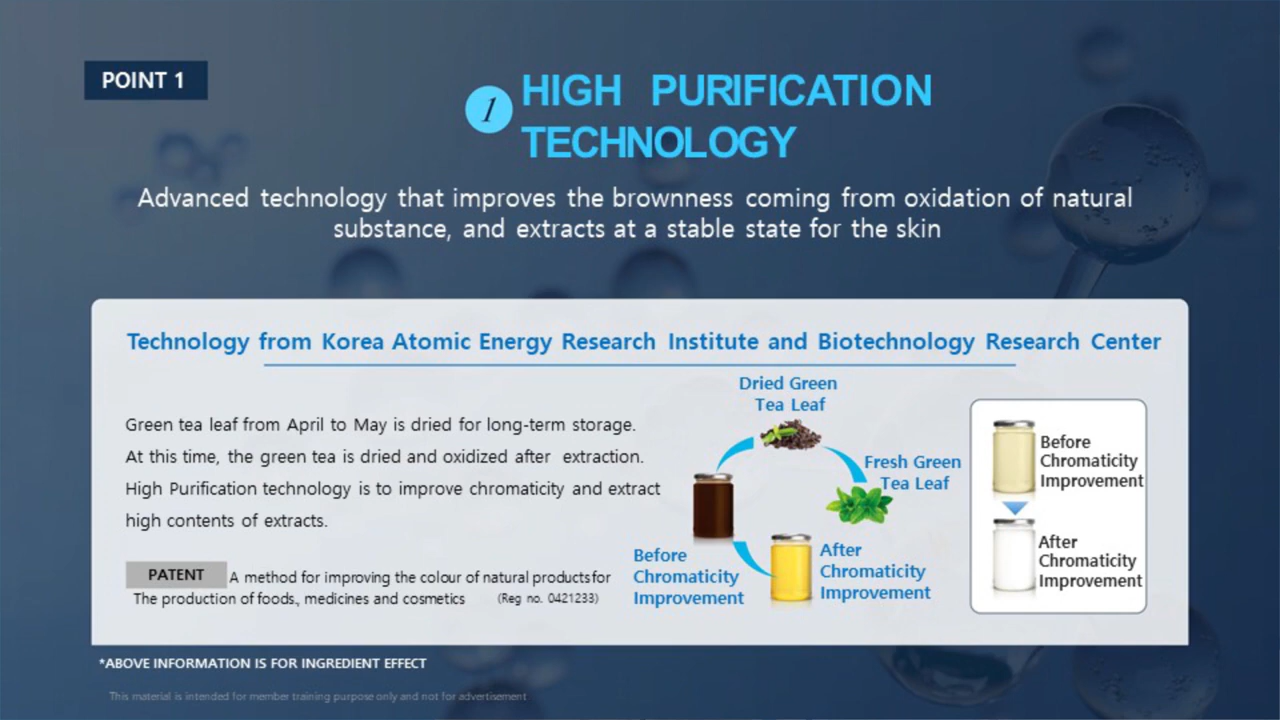 POINT 1
1 HIGH PURIFICATION
TECHNOLOGY
Advanced technology that improves the brownness coming from oxidation of natural
substance, and extracts at a stable state for the skin
Technology from Korea Atomic Energy Research Institute and Biotechnology Research Center
Green tea leaf from April to May is dried for long-term storage.
At this time, the green tea is dried and oxidized after extraction.
High Purification technology is to improve chromaticity and extract
high contents of extracts.
PATENT A method for improving the colour of natural products for
The production of foods, medicines and cosmetics (Reg no. 0421233)
Dried Green
Tea Leaf
Fresh Green
Tea Leaf
Before
Chromaticity
Improvement
After
Chromaticity
Improvement
Before
Chromaticity
Improvement
After
Chromaticity
Improvement
*ABOVE INFORMATION IS FOR INGREDIENT EFFECT
This material is intended for member training purpose only and not for advertisement